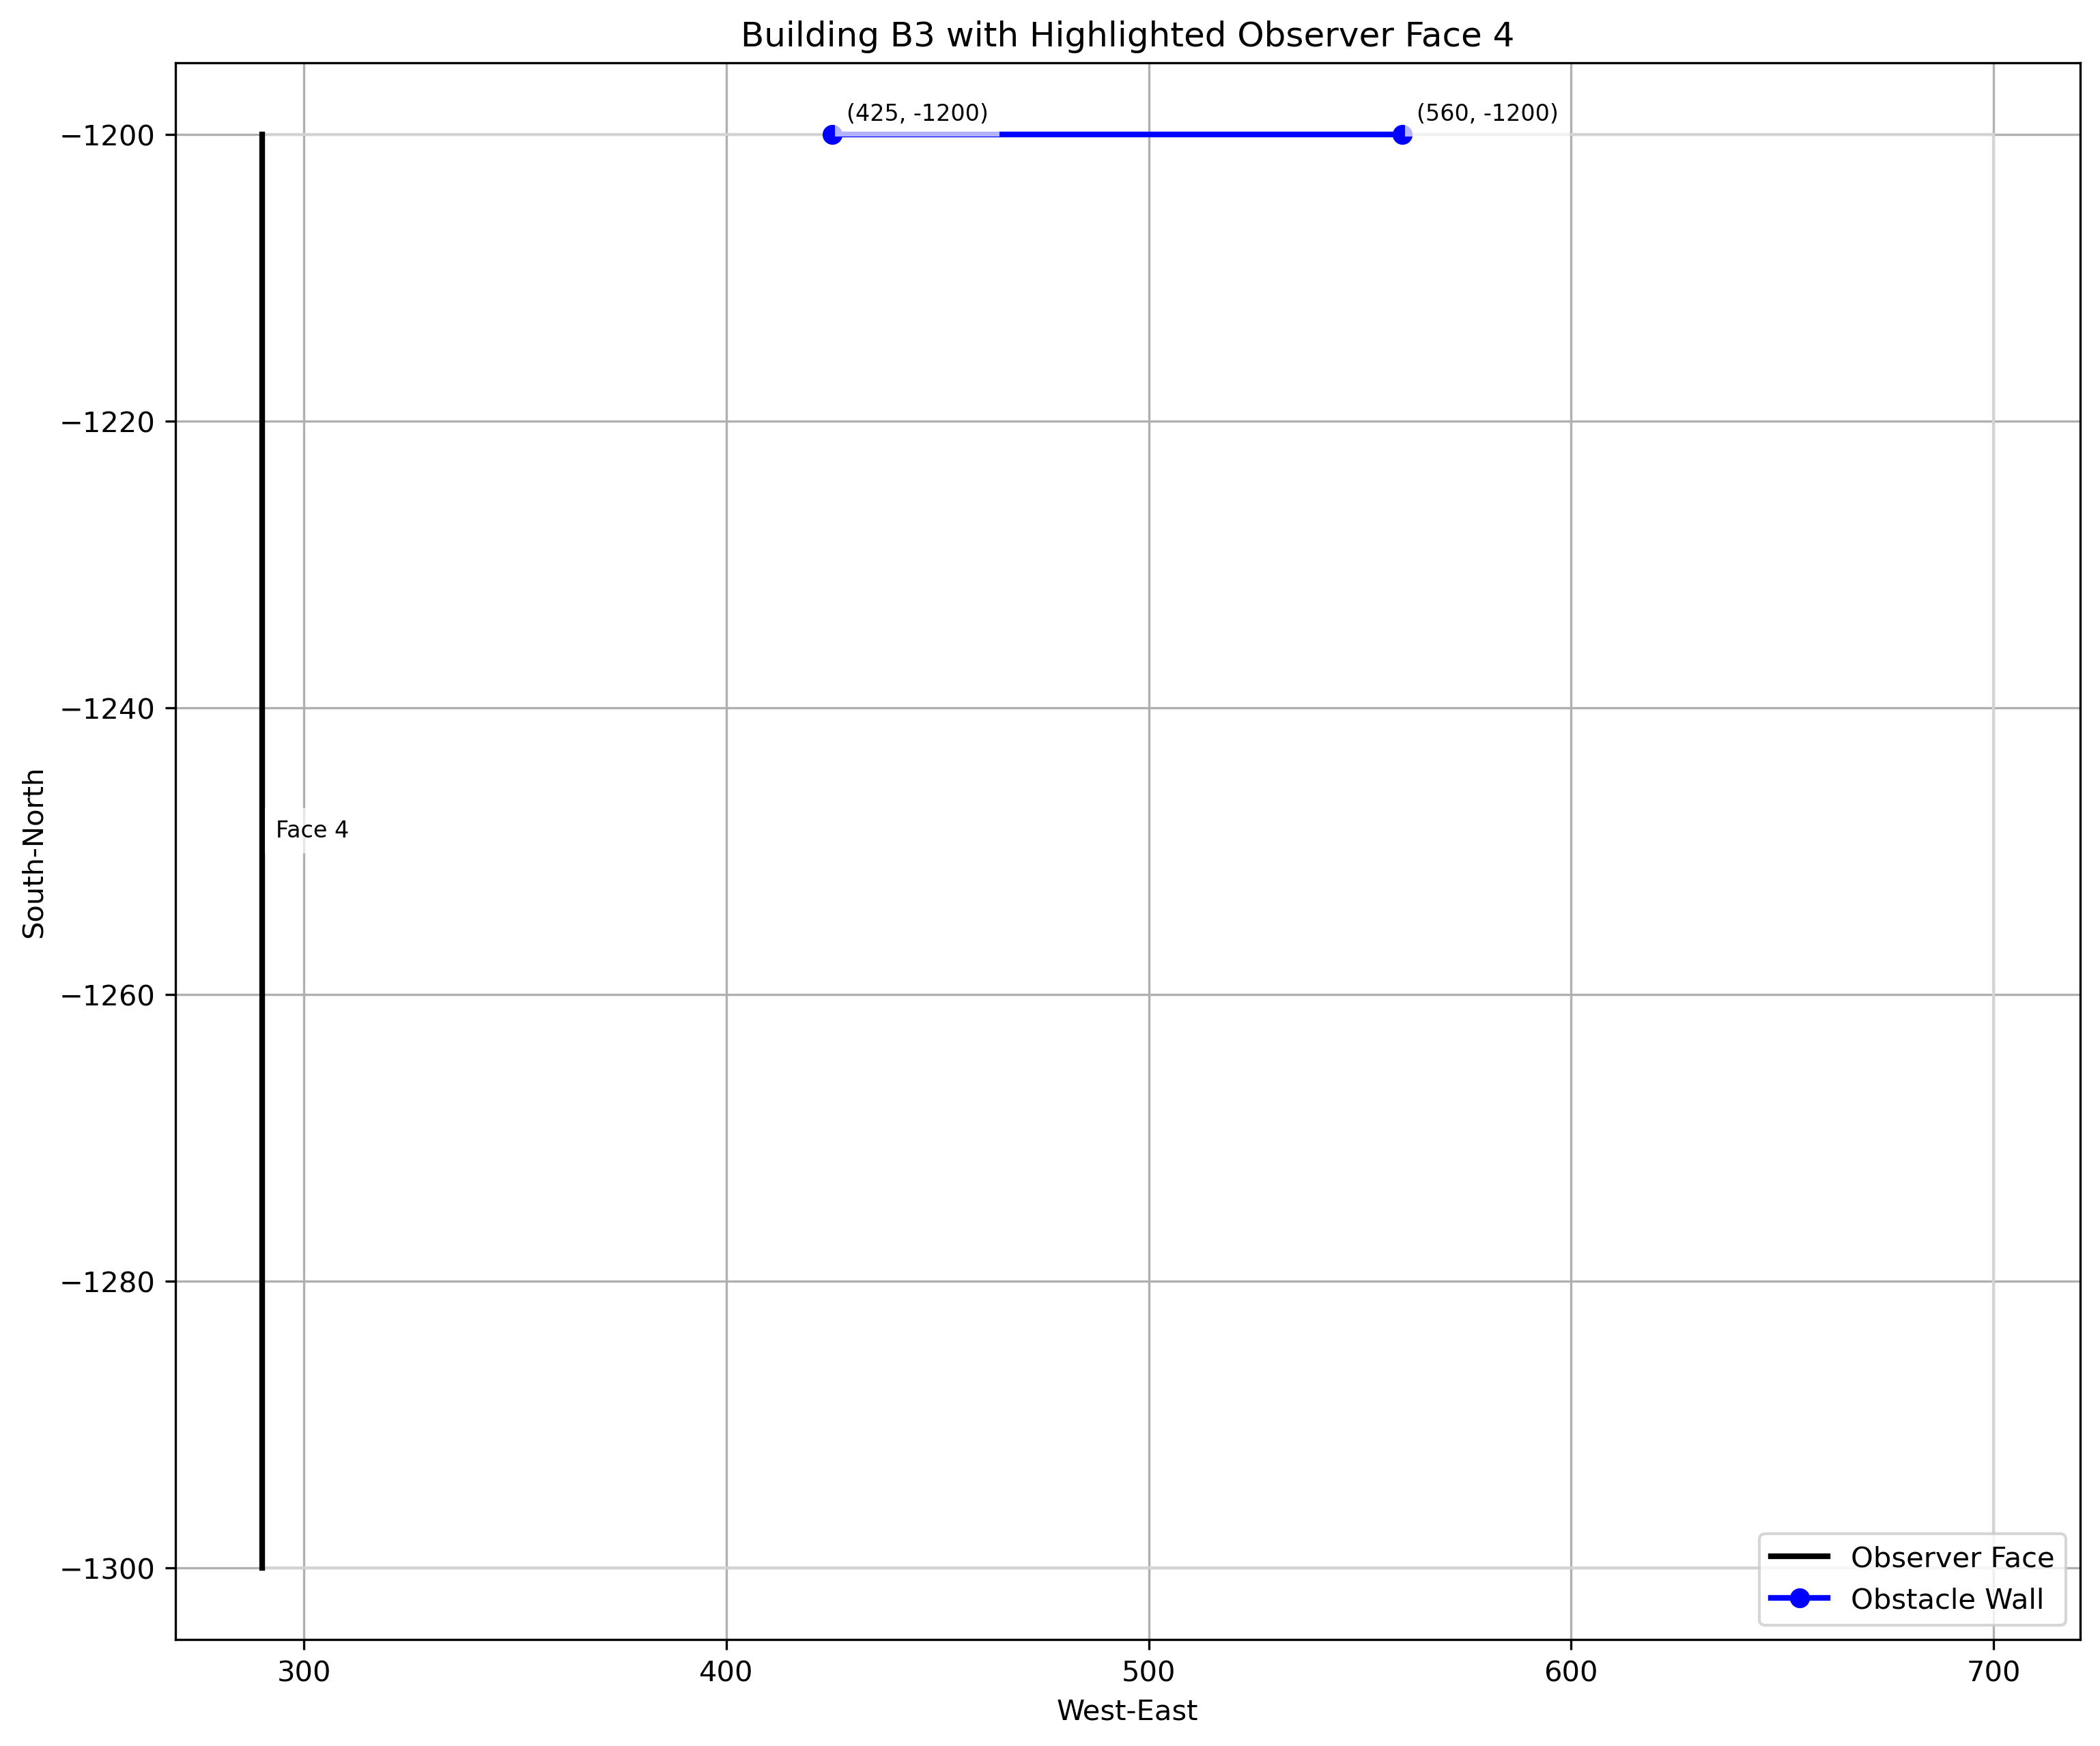 Building B3 with Highlighted Observer Face 4
(425, -1200)
(560, -1200)
−1200
−1220
−1240
−1260
−1280
−1300
South-North
Face 4
Observer Face
Obstacle Wall
300
400
500
600
700
West-East